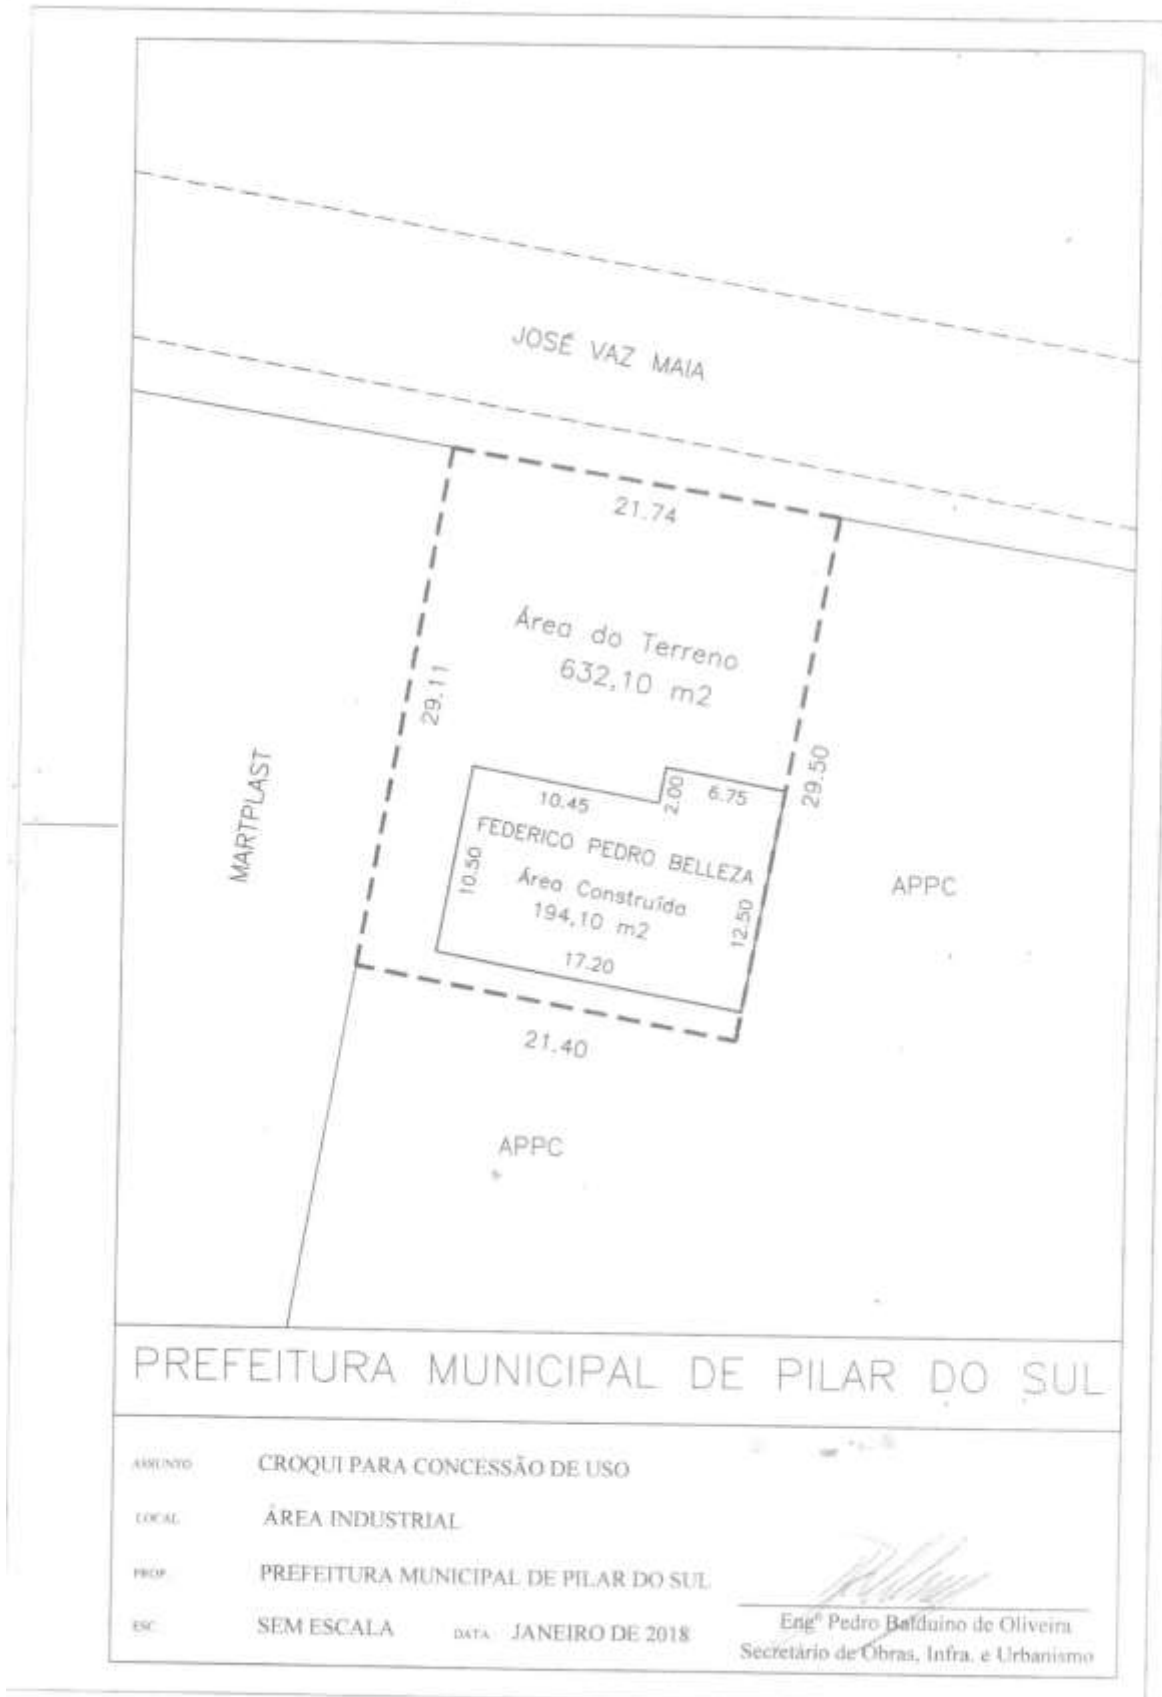 JOSÉ VAZ MAIA
21.74
Área do Terreno
632,10 m2
29.11
29.50
MARTPLAST
10.45
2.00
6.75
FEDERICO PEDRO BELLEZA
10.50
Área Construída
194,10 m2
12.50
17.20
APPC
21.40
APPC
PREFEITURA MUNICIPAL DE PILAR DO SUL
ASSUNTO CROQUI PARA CONCESSÃO DE USO
LOCAL ÁREA INDUSTRIAL
PROP. PREFEITURA MUNICIPAL DE PILAR DO SUL
ESC. SEM ESCALA DATA JANEIRO DE 2018
Engº Pedro Balduino de Oliveira
Secretário de Obras, Infra. e Urbanismo